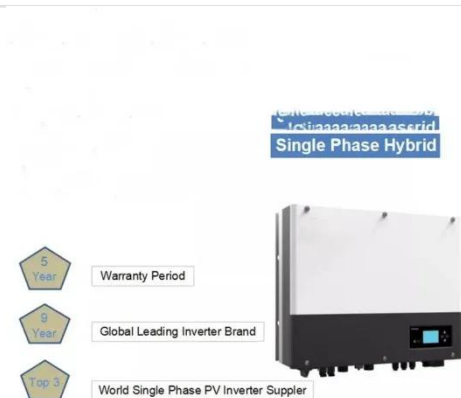 Single Phase Hybrid
5
Year
Warranty Period
9
Year
Global Leading Inverter Brand
Top 3
World Single Phase PV Inverter Suppler